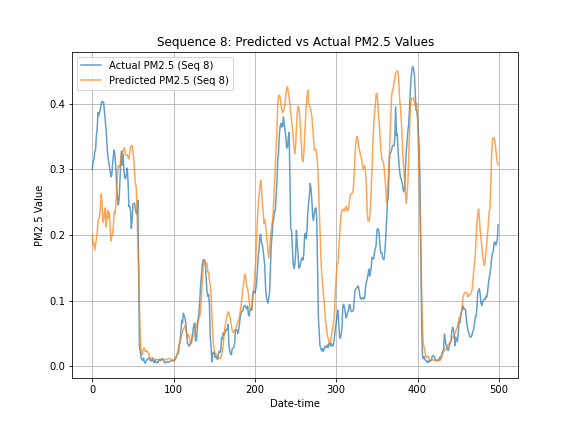 Sequence 8: Predicted vs Actual PM2.5 Values
Actual PM2.5 (Seq 8)
Predicted PM2.5 (Seq 8)
PM2.5 Value
0.4
0.3
0.2
0.1
0.0
0 100 200 300 400 500
Date-time